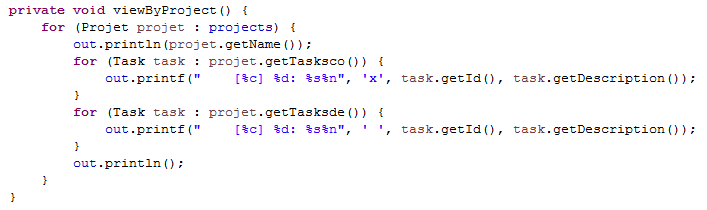 private void viewByProject() {
    for (Projet projet : projects) {
        out.println(projet.getName());
        for (Task task : projet.getTasksco()) {
            out.printf("    [%c] %d: %s%n", 'x', task.getId(), task.getDescription());
        }
        for (Task task : projet.getTasksde()) {
            out.printf("    [%c] %d: %s%n", ' ', task.getId(), task.getDescription());
        }
        out.println();
    }
}